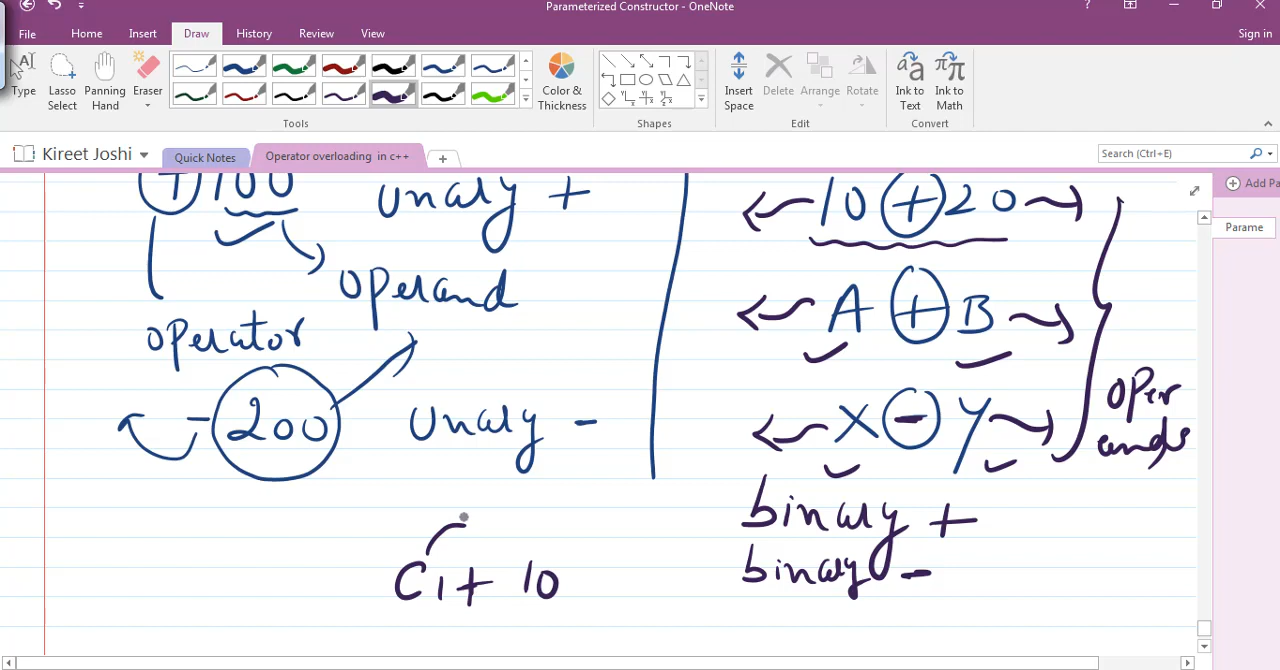 Parameterized Constructor - OneNote
?
File Home Insert Draw History Review View
Sign in
Type Lasso Select Panning Hand Eraser
Color & Thickness
Insert Space Delete Arrange Rotate
Ink to Text Ink to Math
Tools Shapes Edit Convert
Kireet Joshi Quick Notes Operator overloading in c++ +
Search (Ctrl+E)
Add Pa
Parame
+ 100 unary +
operand
operator
- 200 unary -
C1 + 10
10 + 20
A + B
X - Y
operands
binary +
binary -